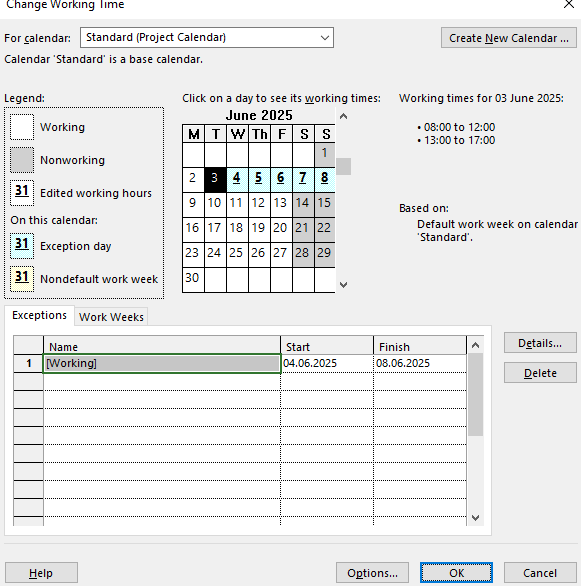 Change Working Time
For calendar: Standard (Project Calendar)
Create New Calendar ...
Calendar 'Standard' is a base calendar.
Legend:
Working
Nonworking
31 Edited working hours
On this calendar:
31 Exception day
31 Nondefault work week
Click on a day to see its working times:
June 2025
M T W Th F S S
1
2 3 4 5 6 7 8
9 10 11 12 13 14 15
16 17 18 19 20 21 22
23 24 25 26 27 28 29
30
Working times for 03 June 2025:
• 08:00 to 12:00
• 13:00 to 17:00
Based on:
Default work week on calendar
'Standard'.
Exceptions Work Weeks
Name Start Finish
1 [Working] 04.06.2025 08.06.2025
Details...
Delete
Help Options... OK Cancel